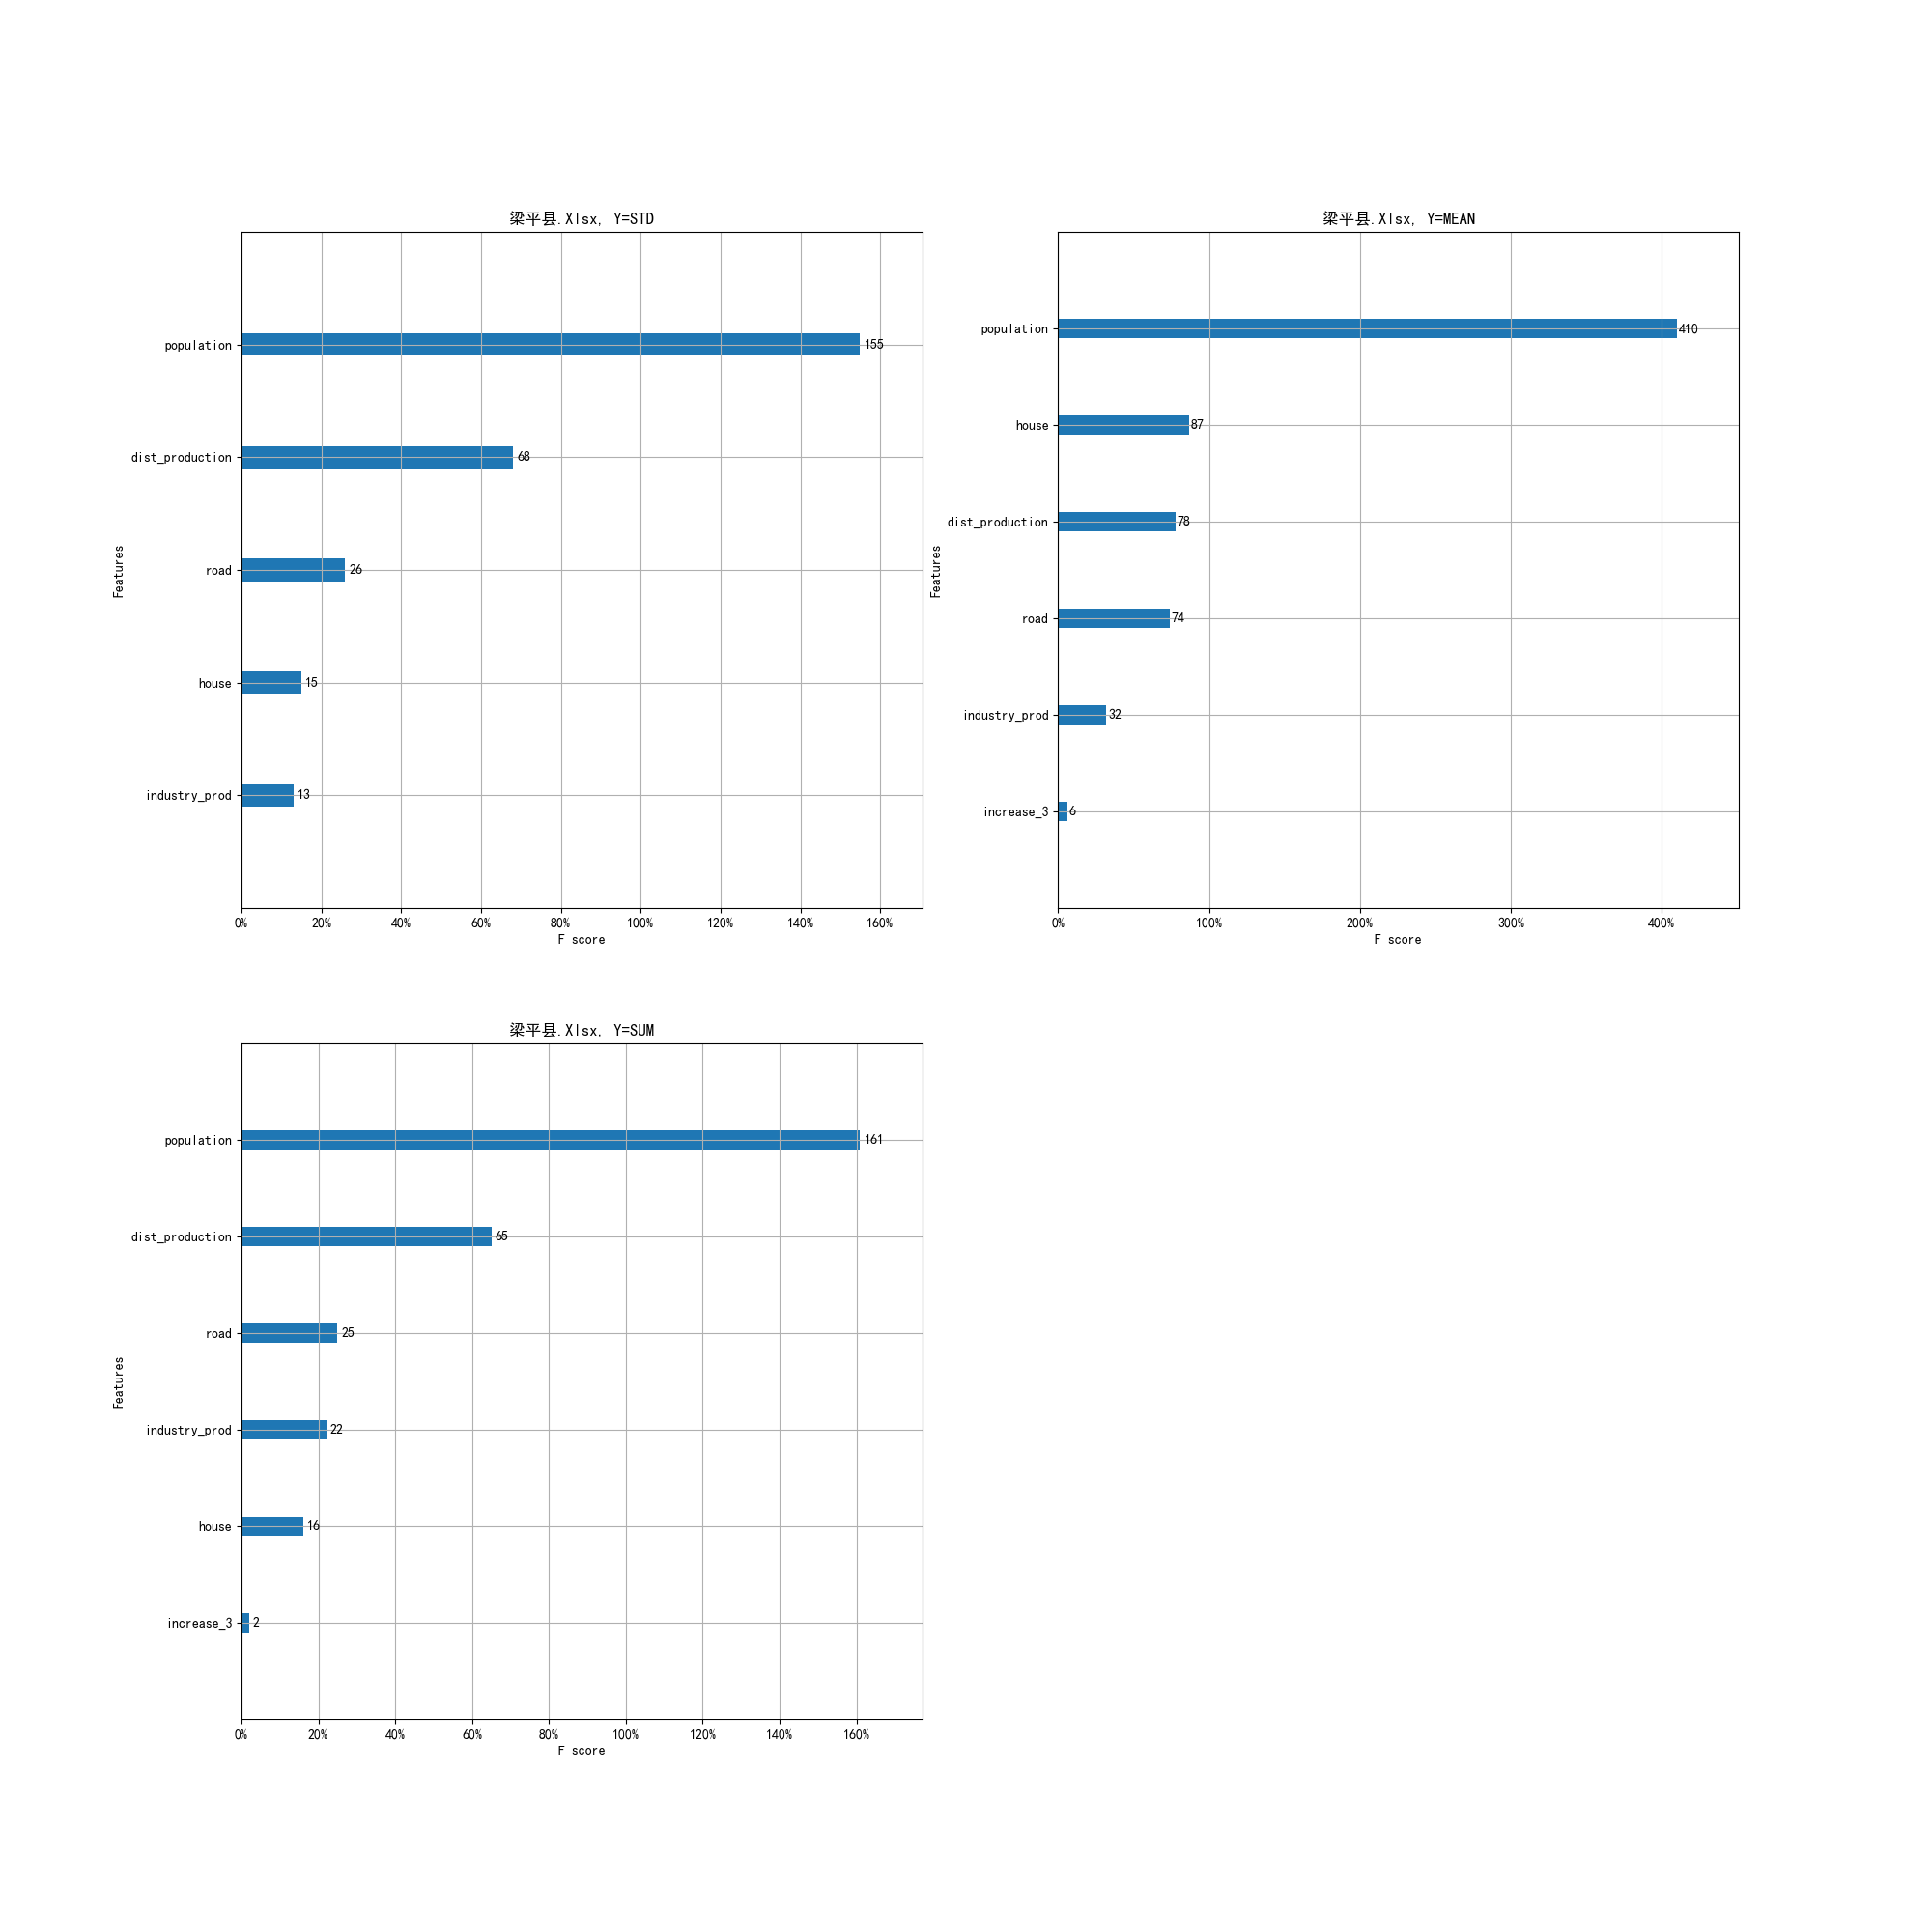 梁平县.Xlsx, Y=STD
Features
population
155
dist_production
68
road
26
house
15
industry_prod
13
0% 20% 40% 60% 80% 100% 120% 140% 160%
F score
梁平县.Xlsx, Y=MEAN
Features
population
410
house
87
dist_production
78
road
74
industry_prod
32
increase_3
6
0% 100% 200% 300% 400%
F score
梁平县.Xlsx, Y=SUM
Features
population
161
dist_production
65
road
25
industry_prod
22
house
16
increase_3
2
0% 20% 40% 60% 80% 100% 120% 140% 160%
F score